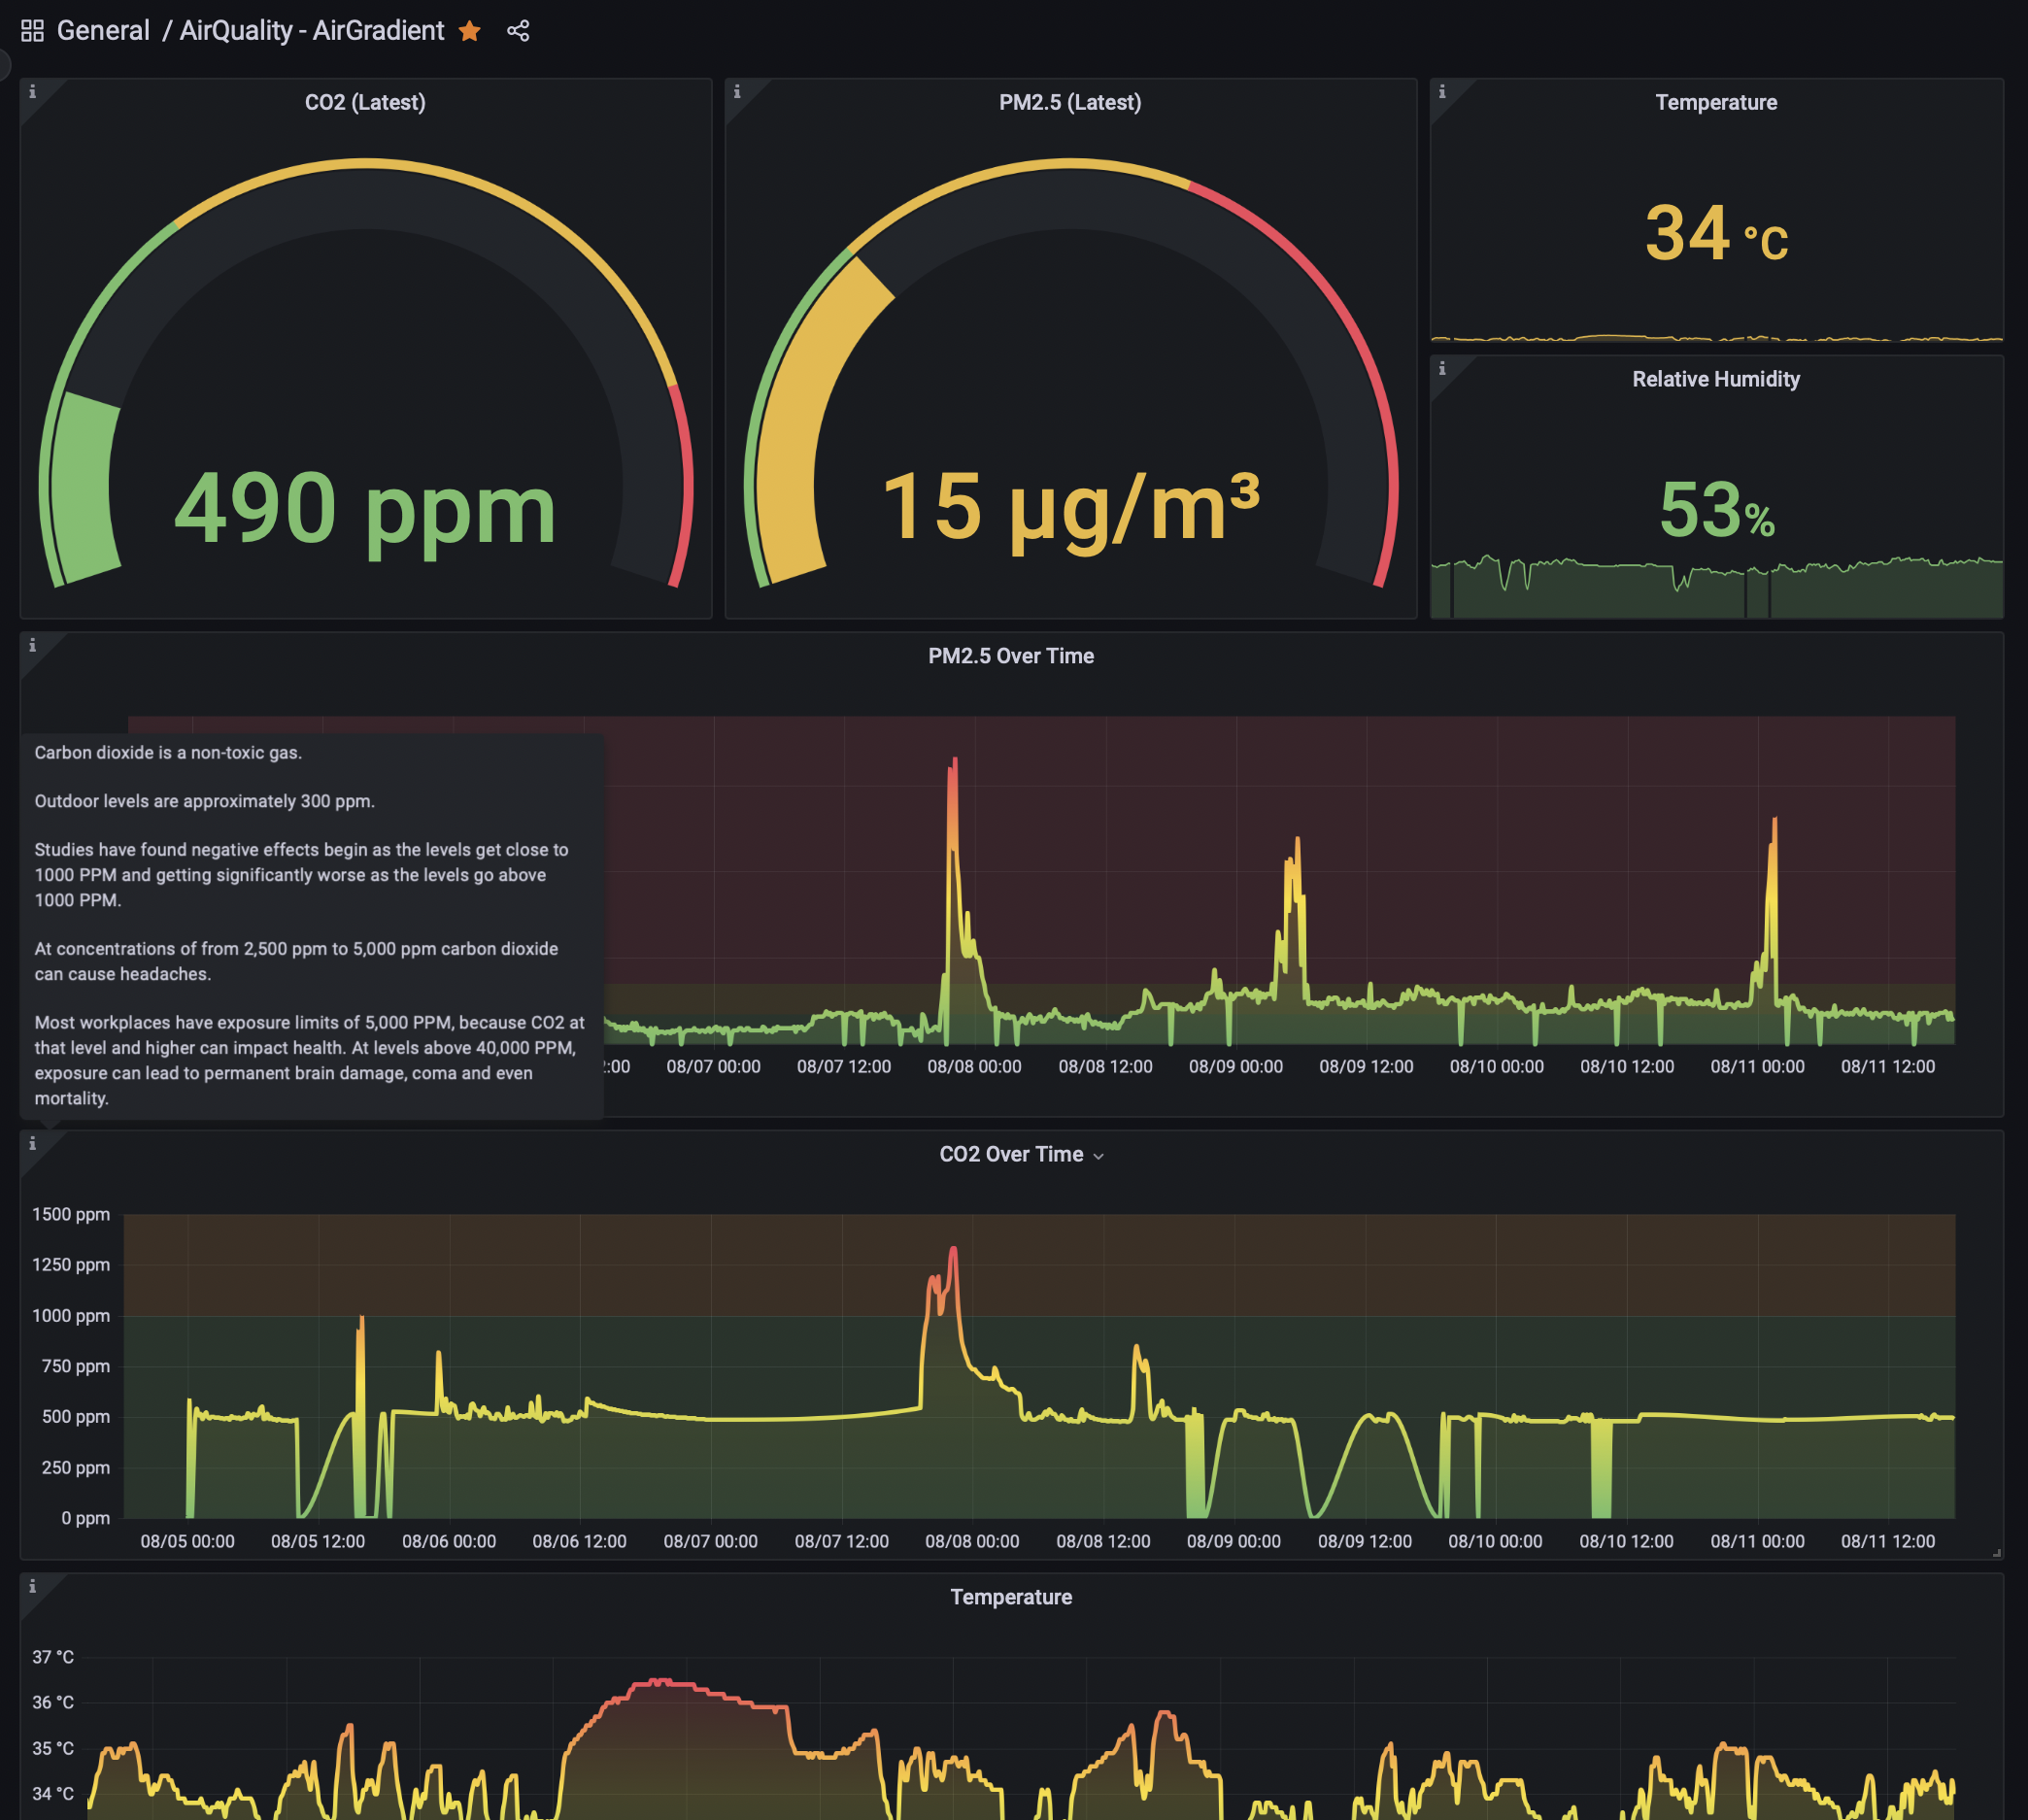 General / AirQuality - AirGradient
CO2 (Latest)
490 ppm
PM2.5 (Latest)
15 µg/m³
Temperature
34 °C
Relative Humidity
53%
PM2.5 Over Time
Carbon dioxide is a non-toxic gas.
Outdoor levels are approximately 300 ppm.
Studies have found negative effects begin as the levels get close to
1000 PPM and getting significantly worse as the levels go above
1000 PPM.
At concentrations of from 2,500 ppm to 5,000 ppm carbon dioxide
can cause headaches.
Most workplaces have exposure limits of 5,000 PPM, because CO2 at
that level and higher can impact health. At levels above 40,000 PPM,
exposure can lead to permanent brain damage, coma and even
mortality.
:00 08/07 00:00 08/07 12:00 08/08 00:00 08/08 12:00 08/09 00:00 08/09 12:00 08/10 00:00 08/10 12:00 08/11 00:00 08/11 12:00
CO2 Over Time
1500 ppm
1250 ppm
1000 ppm
750 ppm
500 ppm
250 ppm
0 ppm
08/05 00:00 08/05 12:00 08/06 00:00 08/06 12:00 08/07 00:00 08/07 12:00 08/08 00:00 08/08 12:00 08/09 00:00 08/09 12:00 08/10 00:00 08/10 12:00 08/11 00:00 08/11 12:00
Temperature
37 °C
36 °C
35 °C
34 °C